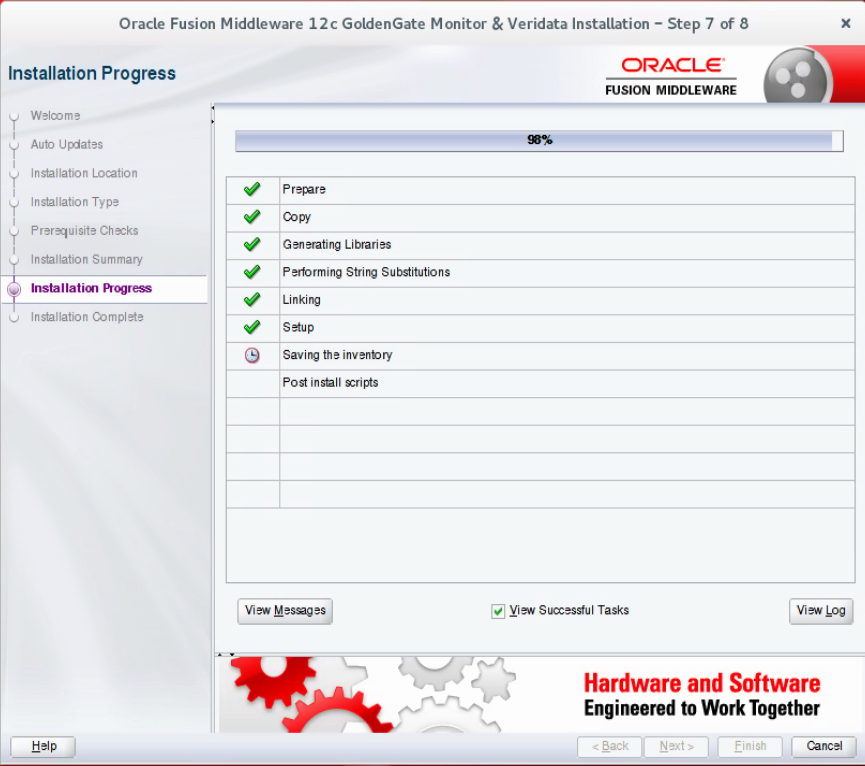 Oracle Fusion Middleware 12c GoldenGate Monitor & Veridata Installation – Step 7 of 8
Installation Progress
ORACLE
FUSION MIDDLEWARE
Welcome
Auto Updates
Installation Location
Installation Type
Prerequisite Checks
Installation Summary
Installation Progress
Installation Complete
98%
Prepare
Copy
Generating Libraries
Performing String Substitutions
Linking
Setup
Saving the inventory
Post install scripts
View Messages
View Successful Tasks
View Log
Hardware and Software
Engineered to Work Together
Help
< Back
Next >
Finish
Cancel